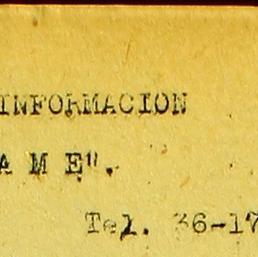 INFORMACION
A M E".
Tel. 36-17